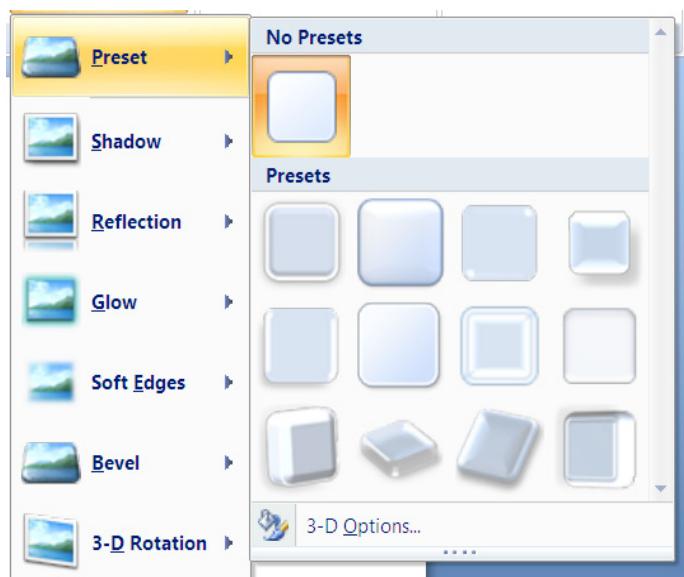 Preset
Shadow
Reflection
Glow
Soft Edges
Bevel
3-D Rotation
No Presets
Presets
3-D Options...